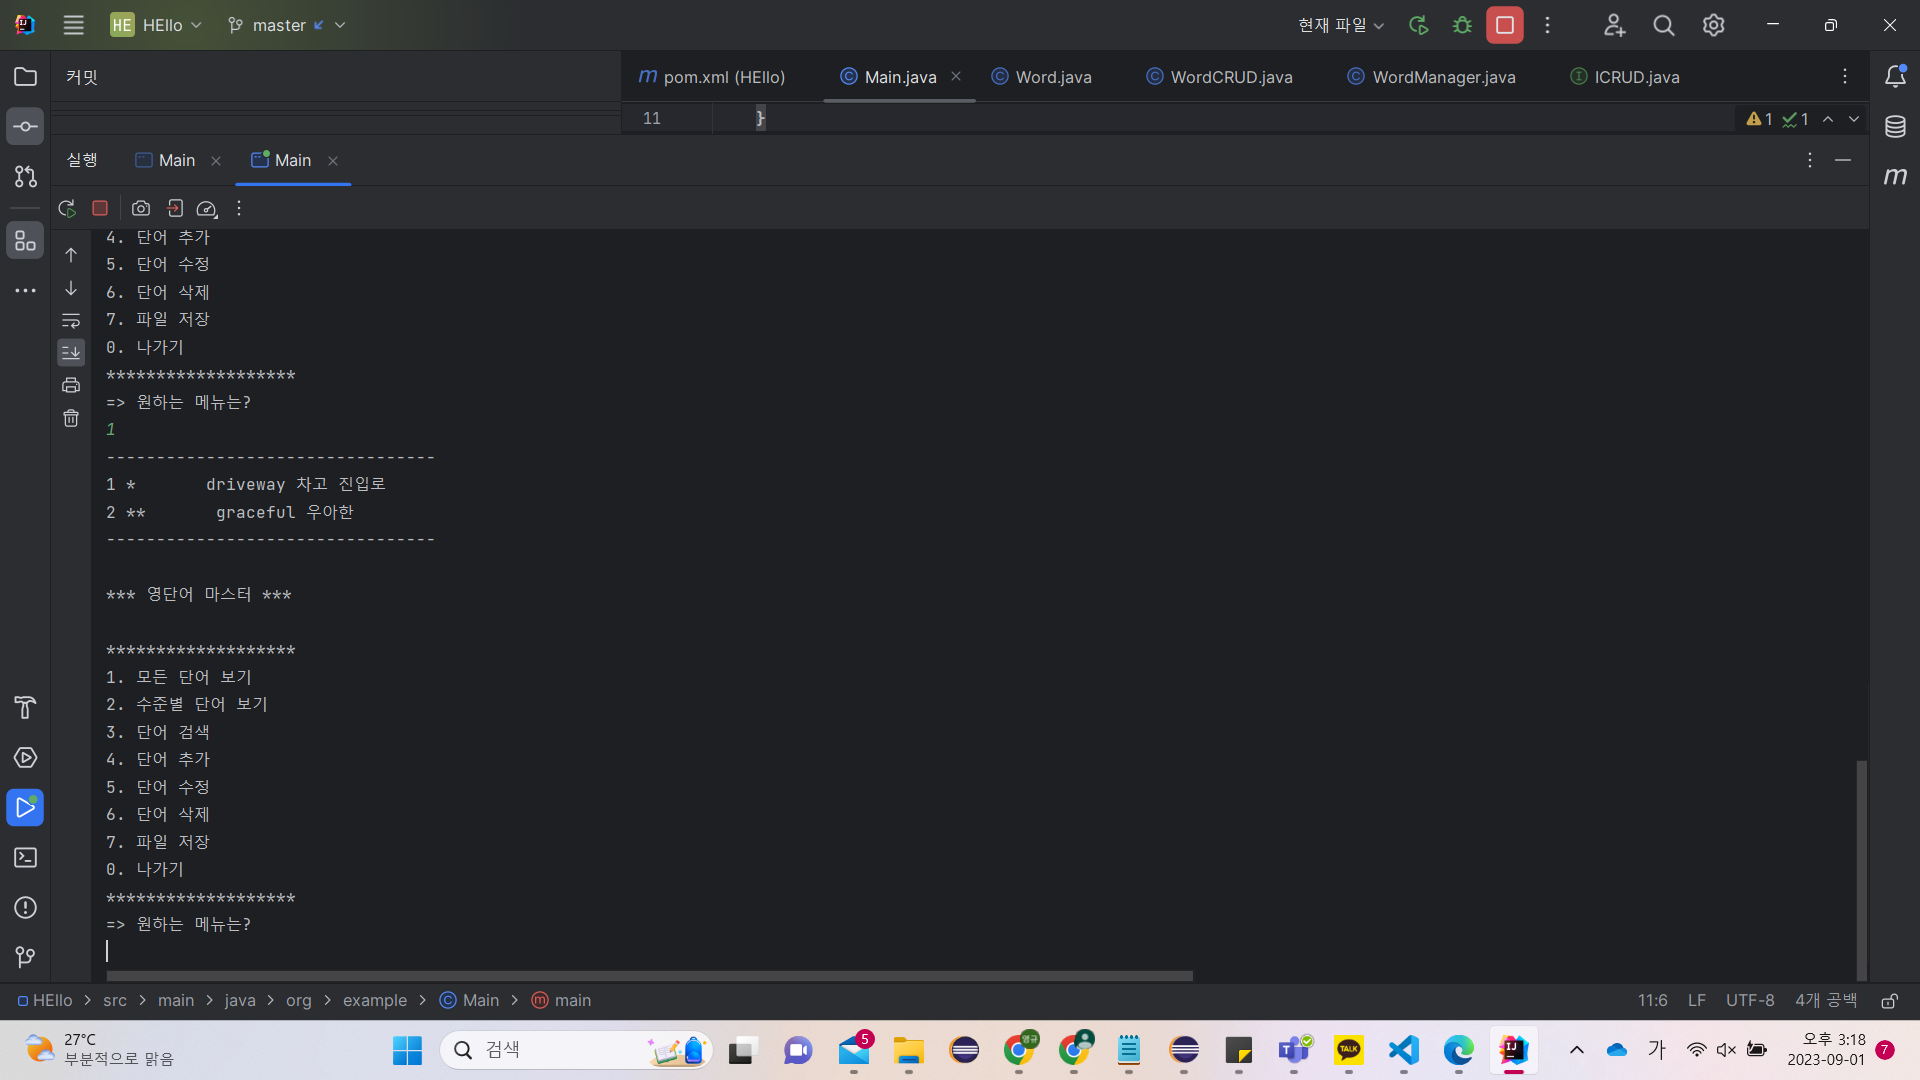 HE HEllo master 현재 파일
커밋
pom.xml (HEllo) Main.java Word.java WordCRUD.java WordManager.java ICRUD.java
11 } 1 1
실행 Main Main
4. 단어 추가
5. 단어 수정
6. 단어 삭제
7. 파일 저장
0. 나가기
*******************
=> 원하는 메뉴는?
1
---------------------------------
1 *       driveway 차고 진입로
2 **       graceful 우아한
---------------------------------
*** 영단어 마스터 ***
*******************
1. 모든 단어 보기
2. 수준별 단어 보기
3. 단어 검색
4. 단어 추가
5. 단어 수정
6. 단어 삭제
7. 파일 저장
0. 나가기
*******************
=> 원하는 메뉴는?
HEllo > src > main > java > org > example > Main > main 11:6 LF UTF-8 4개 공백
27°C
부분적으로 맑음
검색
5
TALK
가
오후 3:18
2023-09-01
7